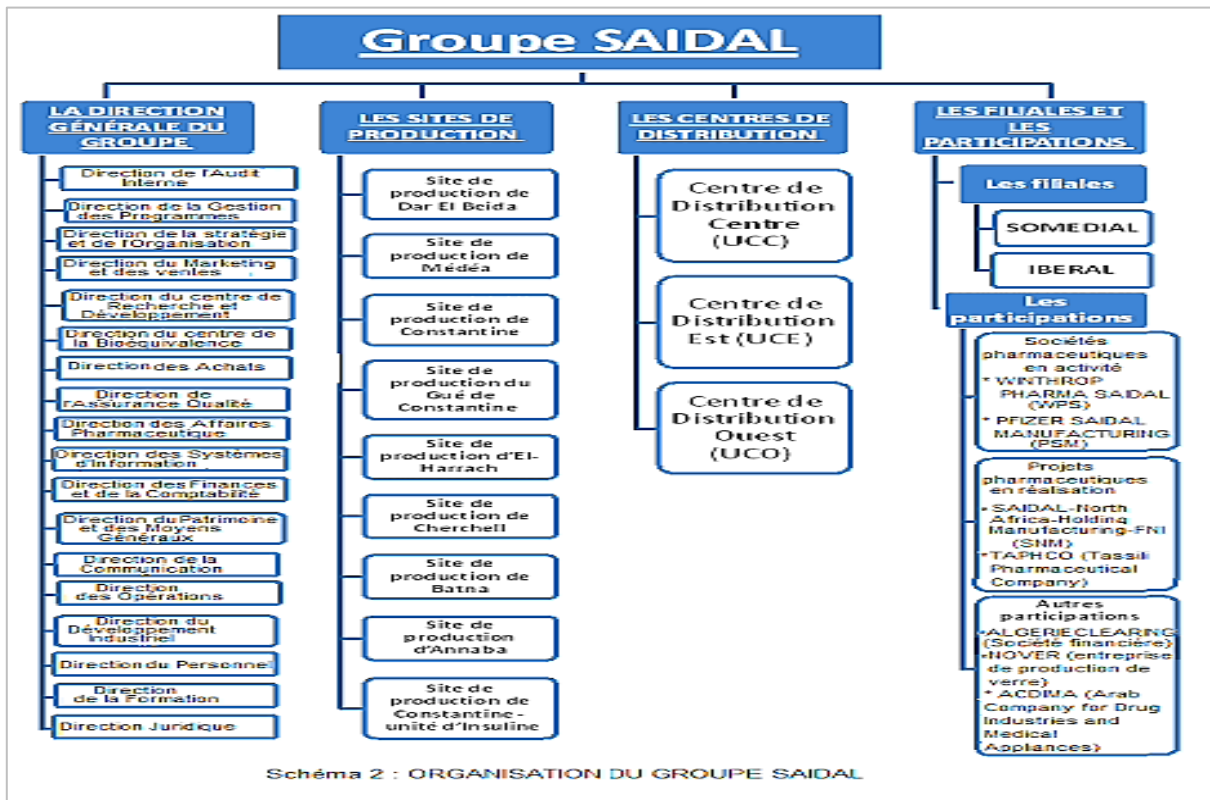 Groupe SAIDAL
LA DIRECTION
GÉNÉRALE DU
GROUPE.
Direction de l'Audit
Interne
Direction de la Gestion
des Programmes
Direction de la stratégie
et de l'Organisation
Direction du Marketing
et des ventes
Direction du centre de
Recherche et
Développement
Direction du centre de
la Bioéquivalence
Direction des Achats
Direction de
l'Assurance Qualité
Direction des Affaires
Pharmaceutique
Direction des Systèmes
d'Information
Direction des Finances
et de la Comptabilité
Direction du Patrimoine
et des Moyens
Généraux
Direction de la
Communication
Direction
des Opérations
Direction du
Développement
Industriel
Direction du Personnel
Direction
de la Formation
Direction Juridique
LES SITES DE
PRODUCTION.
Site de
production de
Dar El Beida
Site de
production de
Médéa
Site de
production de
Constantine
Site de
production du
Gué de
Constantine
Site de
production d'El-
Harrach
Site de
production de
Cherchell
Site de
production de
Batna
Site de
production
d'Annaba
Site de
production de
Constantine -
unité d'Insuline
LES CENTRES DE
DISTRIBUTION.
Centre de
Distribution
Centre
(UCC)
Centre de
Distribution
Est (UCE)
Centre de
Distribution
Ouest
(UCO)
LES FILIALES ET
LES
PARTICIPATIONS.
Les filiales
SOMEDIAL
IBERAL
Les
participations
Sociétés
pharmaceutiques
en activité
* WINTHROP
PHARMA SAIDAL
(WPS)
* PFIZER SAIDAL
MANUFACTURING
(PSM)
Projets
pharmaceutiques
en réalisation
• SAIDAL-North
Africa-Holding
Manufacturing-FNI
(SNM)
*TAPHCO (Tassili
Pharmaceutical
Company)
Autres
participations
•ALGERIECLEARING
(Société financière)
•NOVER (entreprise
de production de
verre)
* ACDIMA (Arab
Company for Drug
Industries and
Medical
Appliances)
Schéma 2 : ORGANISATION DU GROUPE SAIDAL